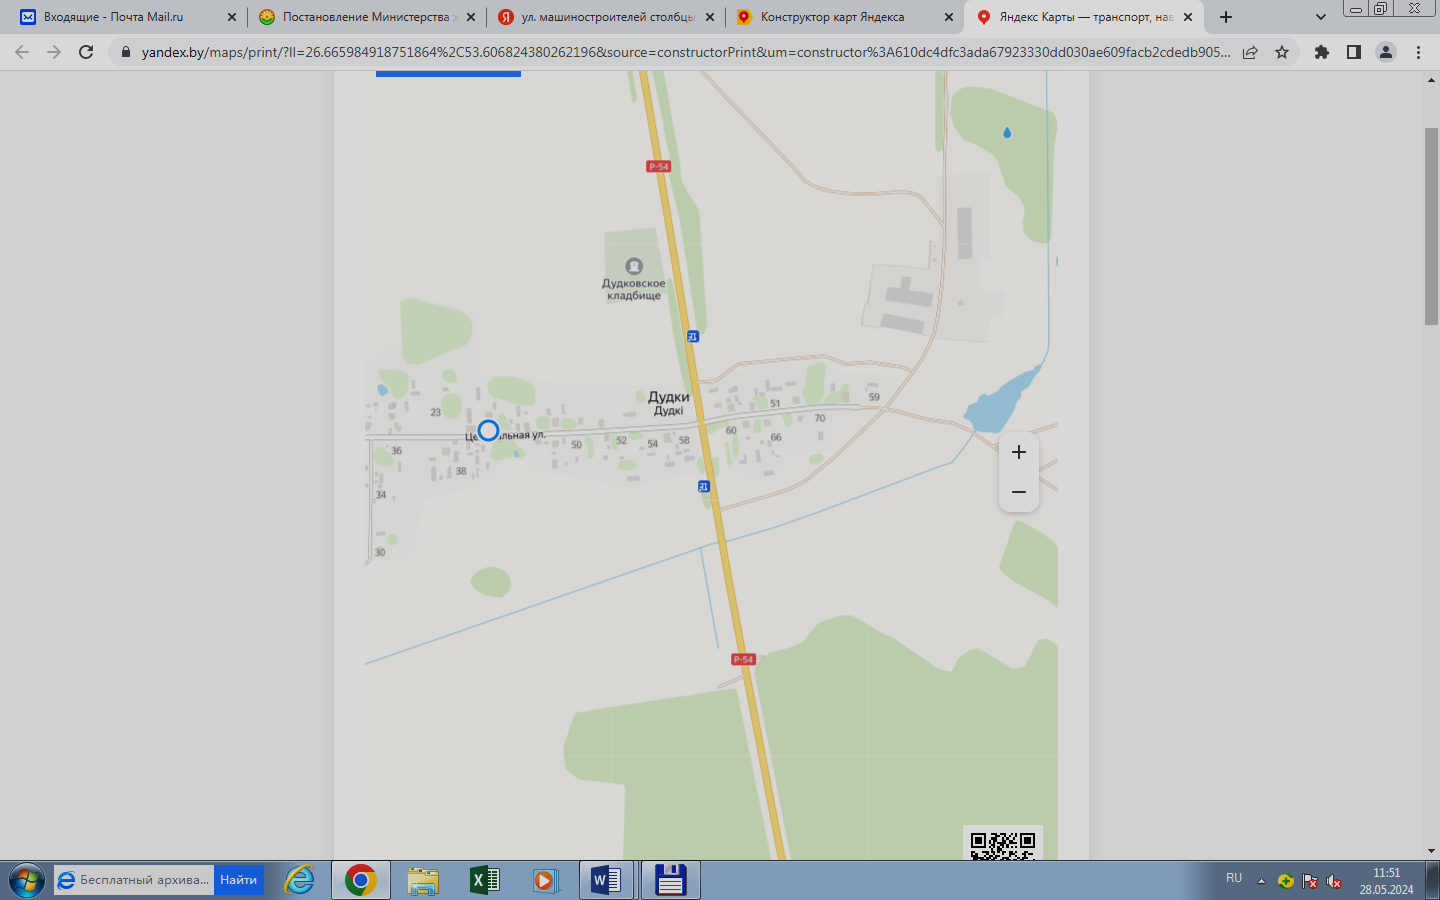 Входящие - Почта Mail.ru
Постановление Министерства
ул. машиностроителей столбцы
Конструктор карт Яндекса
Яндекс Карты — транспорт, нав
yandex.by/maps/print/?ll=26.665984918751864%2C53.606824380262196&source=constructorPrint&um=constructor%3A610dc4dfc3ada67923330dd030ae609facb2cdedb905...
Р-54
Дудковское
кладбище
Дудки
Дудкі
59
51
23
70
60
Це льная ул.
66
58
52
54
50
36
38
34
30
+
−
Р-54
Бесплатный архива...
Найти
RU
11:51
28.05.2024